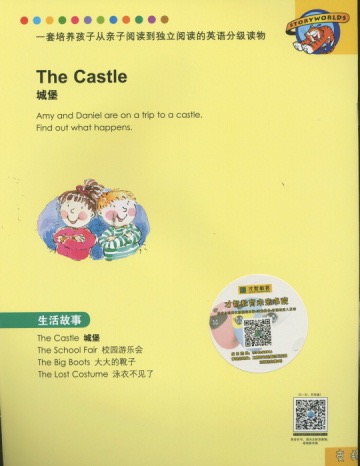 一套培养孩子从亲子阅读到独立阅读的英语分级读物
STORYWORLDS
The Castle
城堡
Amy and Daniel are on a trip to a castle.
Find out what happens.
生活故事
The Castle 城堡
The School Fair 校园游乐会
The Big Boots 大大的靴子
The Lost Costume 泳衣不见了